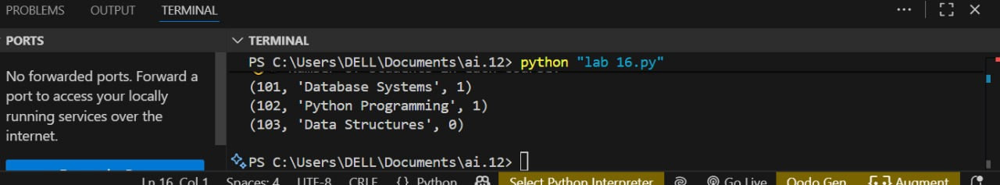 PROBLEMS OUTPUT TERMINAL
PORTS
No forwarded ports. Forward a
port to access your locally
running services over the
internet.
TERMINAL
PS C:\Users\DELL\Documents\ai.12> python "lab 16.py"
(101, 'Database Systems', 1)
(102, 'Python Programming', 1)
(103, 'Data Structures', 0)
PS C:\Users\DELL\Documents\ai.12>
Ln 16, Col 1 Spaces: 4 UTF-8 CRLF {} Python Select Python Interpreter Go Live Qodo Gen Augment